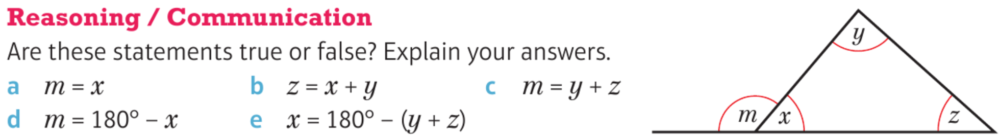 Reasoning / Communication
Are these statements true or false? Explain your answers.
a m = x b z = x + y c m = y + z
d m = 180° – x e x = 180° – (y + z)
y
m x z